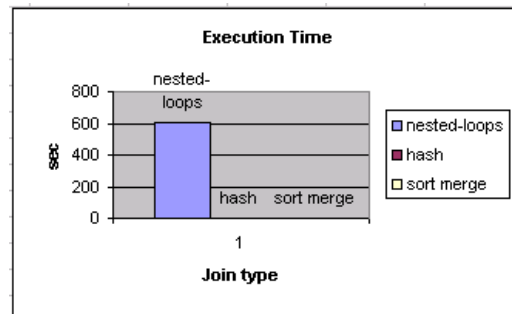 Execution Time
nested-
loops
800
600
400
200
0
sec
hash
sort merge
1
Join type
nested-loops
hash
sort merge